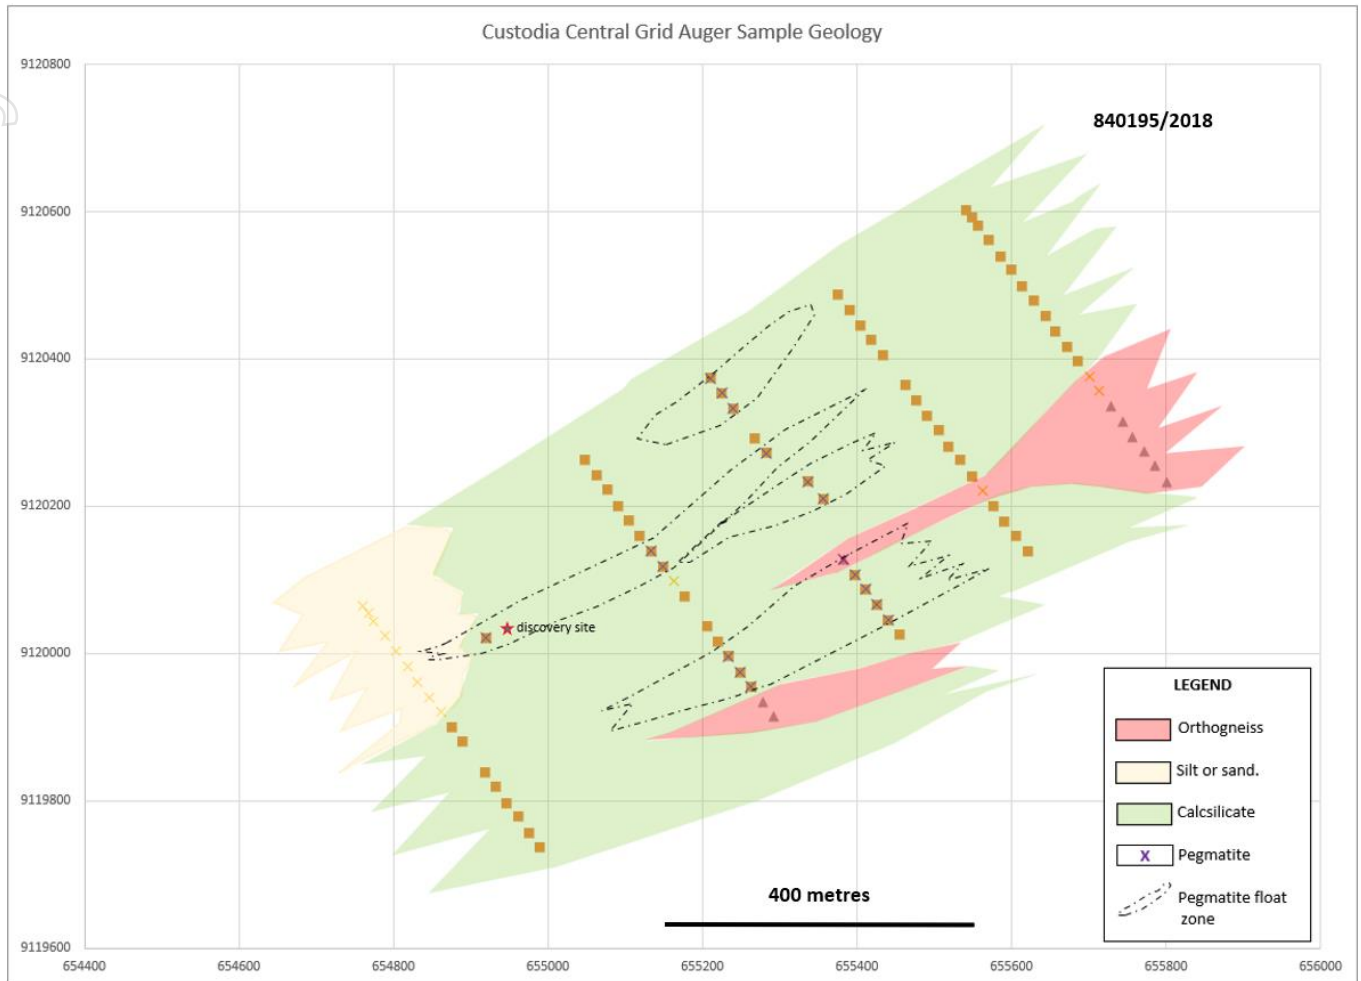 Custodia Central Grid Auger Sample Geology
9120800
840195/2018
9120600
9120400
9120200
discovery site
9120000
LEGEND
Orthogneiss
Silt or sand.
9119800
Calcsilicate
X Pegmatite
400 metres
Pegmatite float
zone
9119600
654400 654600 654800 655000 655200 655400 655600 655800 656000